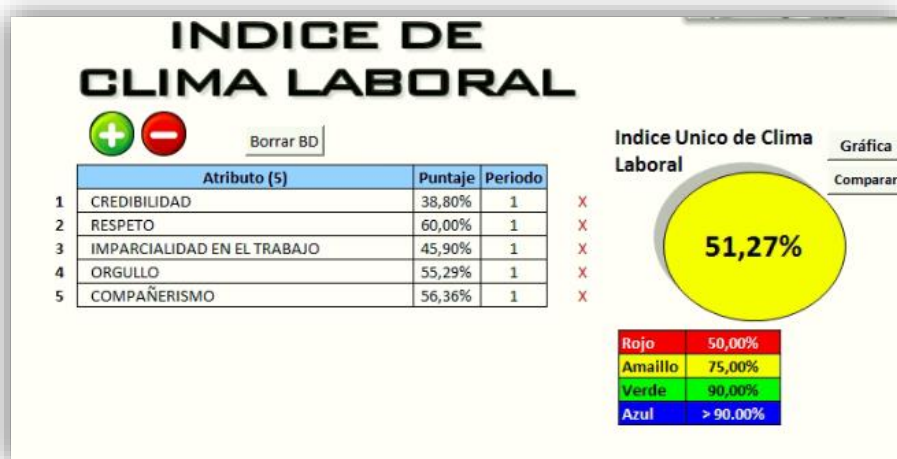 INDICE DE
CLIMA LABORAL
Borrar BD
Atributo (5) Puntaje Periodo
1 CREDIBILIDAD 38,80% 1 X
2 RESPETO 60,00% 1 X
3 IMPARCIALIDAD EN EL TRABAJO 45,90% 1 X
4 ORGULLO 55,29% 1 X
5 COMPAÑERISMO 56,36% 1 X
Indice Unico de Clima
Laboral
Gráfica
Comparar
51,27%
Rojo 50,00%
Amaillo 75,00%
Verde 90,00%
Azul > 90.00%